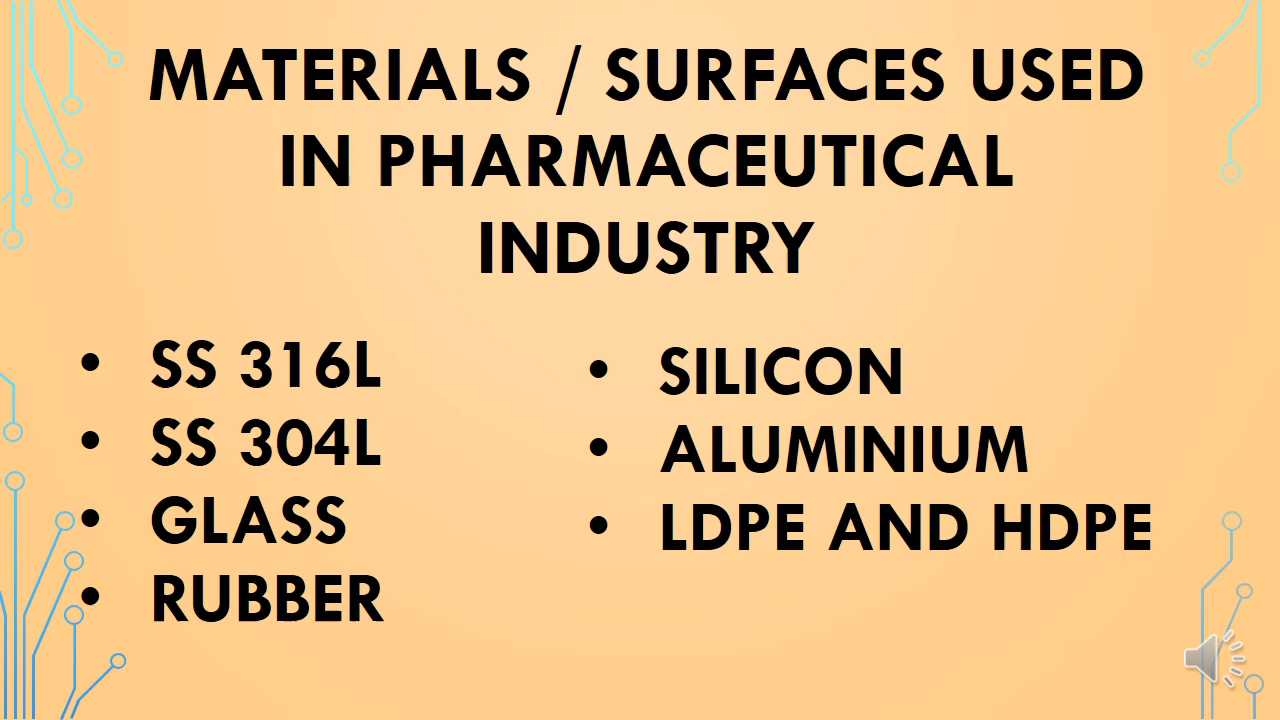 MATERIALS / SURFACES USED
IN PHARMACEUTICAL
INDUSTRY
• SS 316L
• SS 304L
• GLASS
• RUBBER
• SILICON
• ALUMINIUM
• LDPE AND HDPE